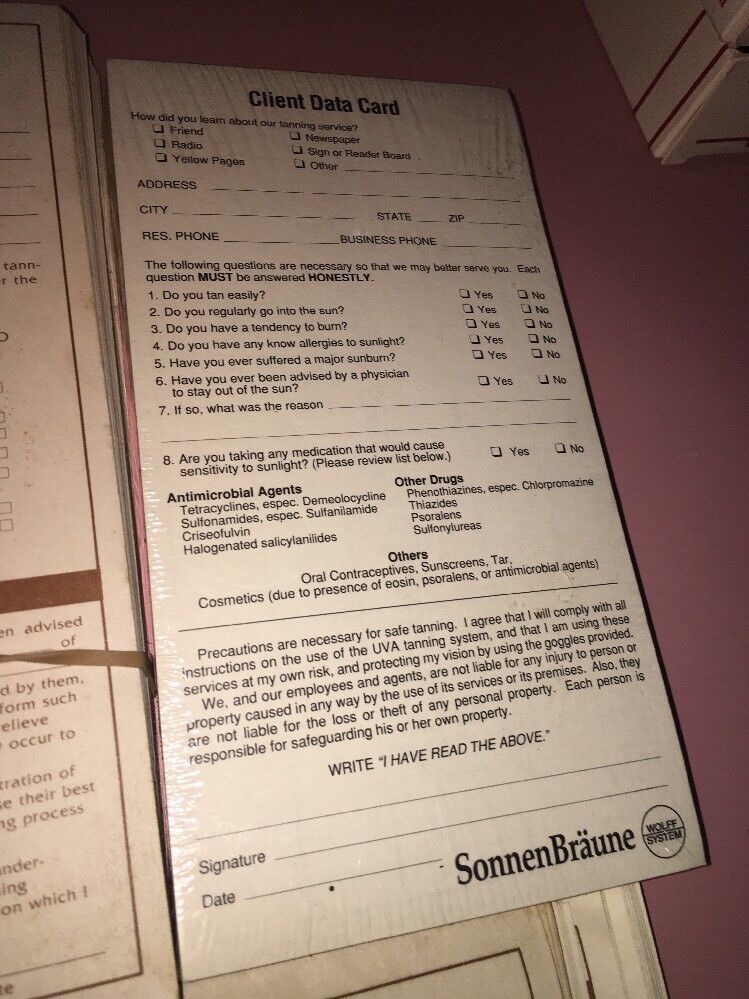 Client Data Card
How did you learn about our tanning service?
❏ Friend ❏ Newspaper
❏ Radio ❏ Sign or Reader Board
❏ Yellow Pages ❏ Other
ADDRESS
CITY STATE ZIP
RES. PHONE BUSINESS PHONE
The following questions are necessary so that we may better serve you. Each
question MUST be answered HONESTLY.
1. Do you tan easily? ❏ Yes ❏ No
2. Do you regularly go into the sun? ❏ Yes ❏ No
3. Do you have a tendency to burn? ❏ Yes ❏ No
4. Do you have any know allergies to sunlight? ❏ Yes ❏ No
5. Have you ever suffered a major sunburn? ❏ Yes ❏ No
6. Have you ever been advised by a physician
to stay out of the sun? ❏ Yes ❏ No
7. If so, what was the reason
8. Are you taking any medication that would cause
sensitivity to sunlight? (Please review list below.) ❏ Yes ❏ No
Antimicrobial Agents
Tetracyclines, espec. Demeolocycline
Sulfonamides, espec. Sulfanilamide
Criseofulvin
Halogenated salicylanilides
Other Drugs
Phenothiazines, espec. Chlorpromazine
Thiazides
Psoralens
Sulfonylureas
Others
Oral Contraceptives, Sunscreens, Tar,
Cosmetics (due to presence of eosin, psoralens, or antimicrobial agents)
Precautions are necessary for safe tanning. I agree that I will comply with all
instructions on the use of the UVA tanning system, and that I am using these
services at my own risk, and protecting my vision by using the goggles provided.
We, and our employees and agents, are not liable for any injury to person or
property caused in any way by the use of its services or its premises. Also, they
are not liable for the loss or theft of any personal property. Each person is
responsible for safeguarding his or her own property.
WRITE "I HAVE READ THE ABOVE."
Signature
Date
SonnenBräune
WOLFF
SYSTEM
tann-
r the
en advised
of
d by them.
form such
elieve
occur to
tration of
se their best
ng process
nder-
ing
on which I
te